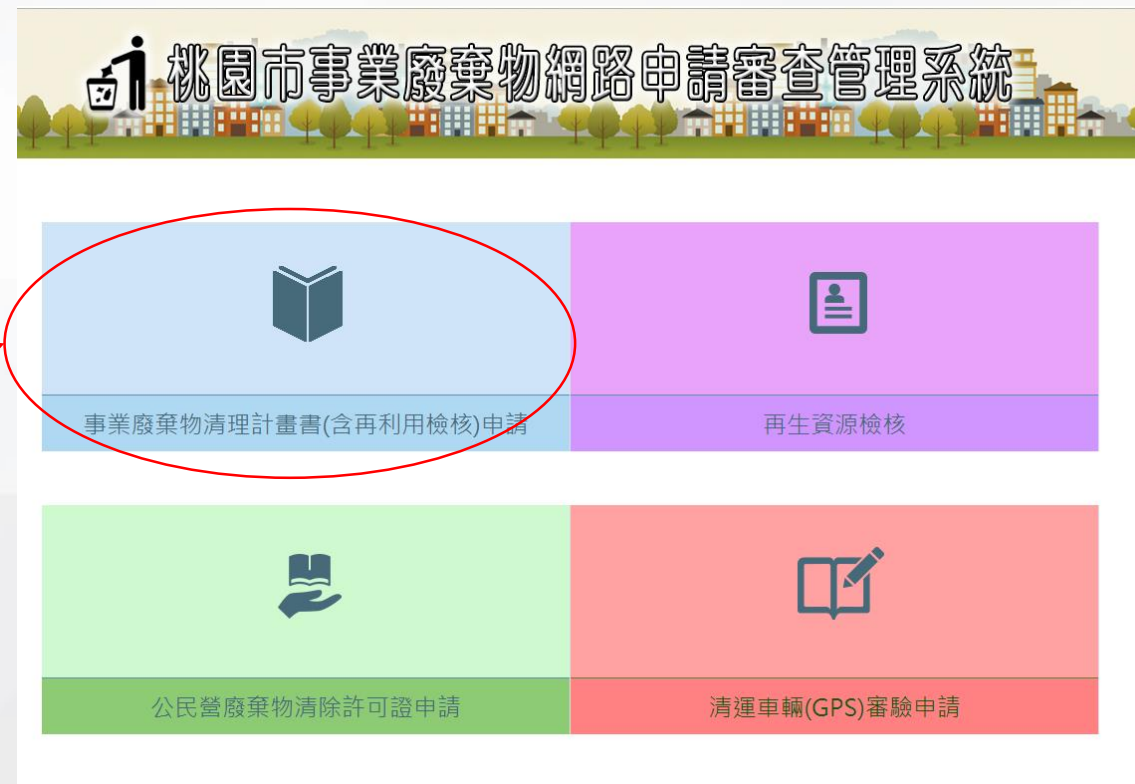 桃園市事業廢棄物網路申請審查管理系統
事業廢棄物清理計畫書(含再利用檢核)申請
再生資源檢核
公民營廢棄物清除許可證申請
清運車輛(GPS)審驗申請